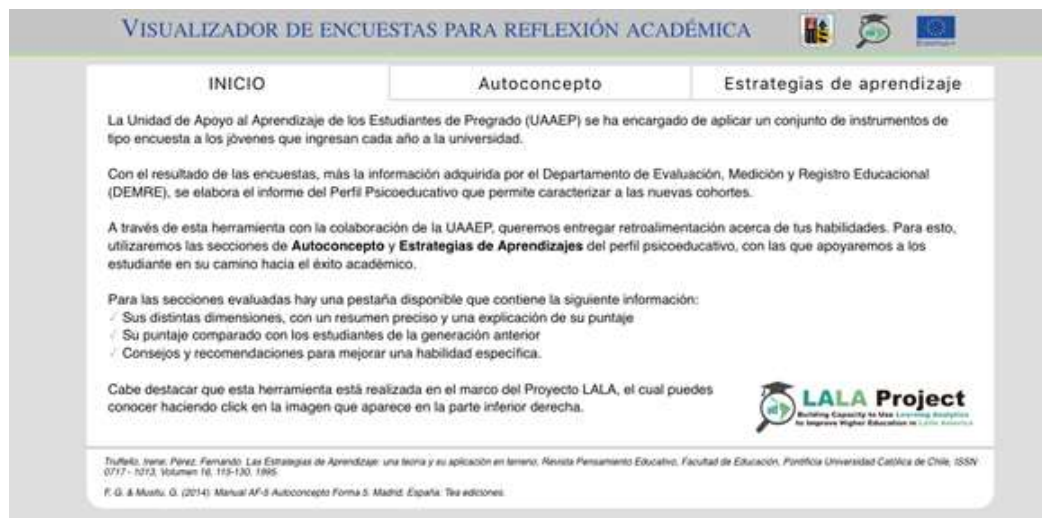 VISUALIZADOR DE ENCUESTAS PARA REFLEXIÓN ACADÉMICA
INICIO
Autoconcepto
Estrategias de aprendizaje
La Unidad de Apoyo al Aprendizaje de los Estudiantes de Pregrado (UAAEP) se ha encargado de aplicar un conjunto de instrumentos de
tipo encuesta a los jóvenes que ingresan cada año a la universidad.
Con el resultado de las encuestas, más la información adquirida por el Departamento de Evaluación, Medición y Registro Educacional
(DEMRE), se elabora el informe del Perfil Psicoeducativo que permite caracterizar a las nuevas cohortes.
A través de esta herramienta con la colaboración de la UAAEP, queremos entregar retroalimentación acerca de tus habilidades. Para esto,
utilizaremos las secciones de Autoconcepto y Estrategias de Aprendizajes del perfil psicoeducativo, con las que apoyaremos a los
estudiante en su camino hacia el éxito académico.
Para las secciones evaluadas hay una pestaña disponible que contiene la siguiente información:
✓ Sus distintas dimensiones, con un resumen preciso y una explicación de su puntaje
✓ Su puntaje comparado con los estudiantes de la generación anterior
✓ Consejos y recomendaciones para mejorar una habilidad específica.
Cabe destacar que esta herramienta está realizada en el marco del Proyecto LALA, el cual puedes
conocer haciendo click en la imagen que aparece en la parte inferior derecha.
LALA Project
Building Capacity to Use Learning Analytics
to Improve Higher Education in Latin America
Truffello, Irene; Pérez, Fernando. Las Estrategias de Aprendizaje: una teoría y su aplicación en terreno, Revista Pensamiento Educativo, Facultad de Educación, Pontificia Universidad Católica de Chile, ISSN
0717 - 1013, Volumen 16, 115-130, 1995.
F. G. & Musitu, G. (2014). Manual AF-5 Autoconcepto Forma 5. Madrid, España: Tea ediciones.